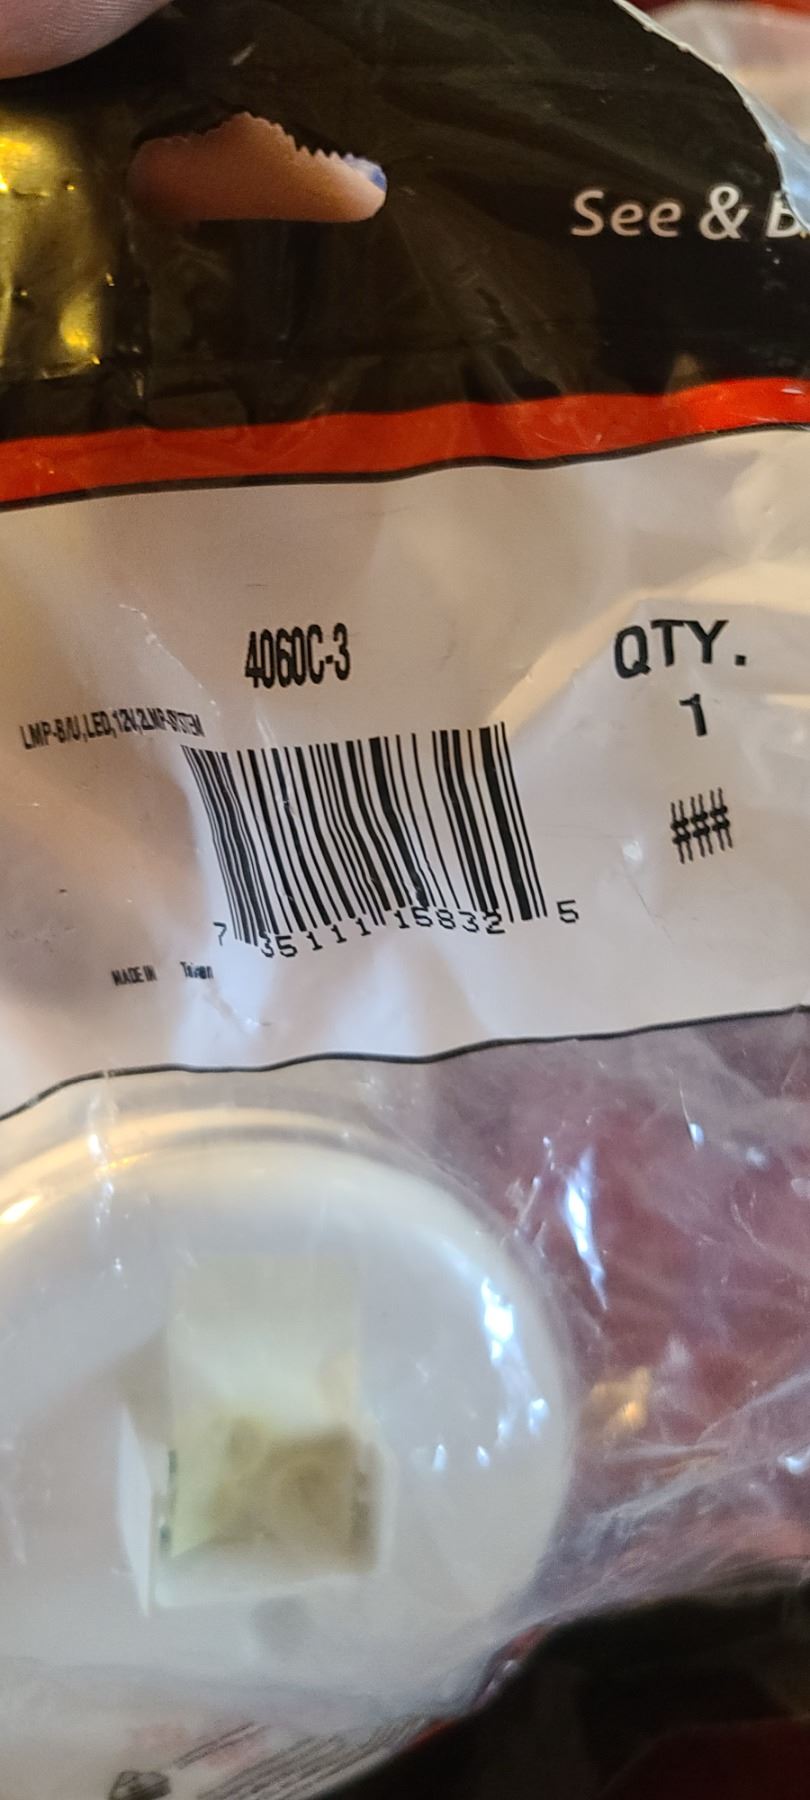 See &
4060C-3
QTY.
1
LMP-B/U,LED,12V,2LMP-SYSTEM
###
7 35111 15832 5
MADE IN Taiwan